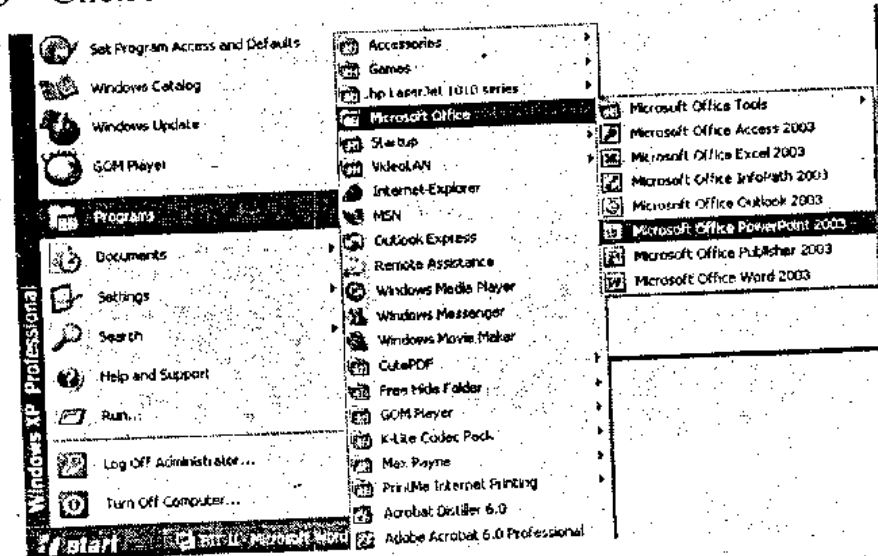 Set Program Access and Defaults
Windows Catalog
Windows Update
GOM Player
Programs
Documents
Settings
Search
Help and Support
Run...
Log Off Administrator...
Turn Off Computer...
Windows XP Professional
start
Microsoft Word
Accessories
Games
hp LaserJet 1010 series
Microsoft Office
Startup
VideoLAN
Internet Explorer
MSN
Outlook Express
Remote Assistance
Windows Media Player
Windows Messenger
Windows Movie Maker
CutePDF
Free Hide Folder
GOM Player
K-Lite Codec Pack
Max Payne
PrintMe Internet Printing
Acrobat Distiller 6.0
Adobe Acrobat 6.0 Professional
Microsoft Office Tools
Microsoft Office Access 2003
Microsoft Office Excel 2003
Microsoft Office InfoPath 2003
Microsoft Office Outlook 2003
Microsoft Office PowerPoint 2003
Microsoft Office Publisher 2003
Microsoft Office Word 2003